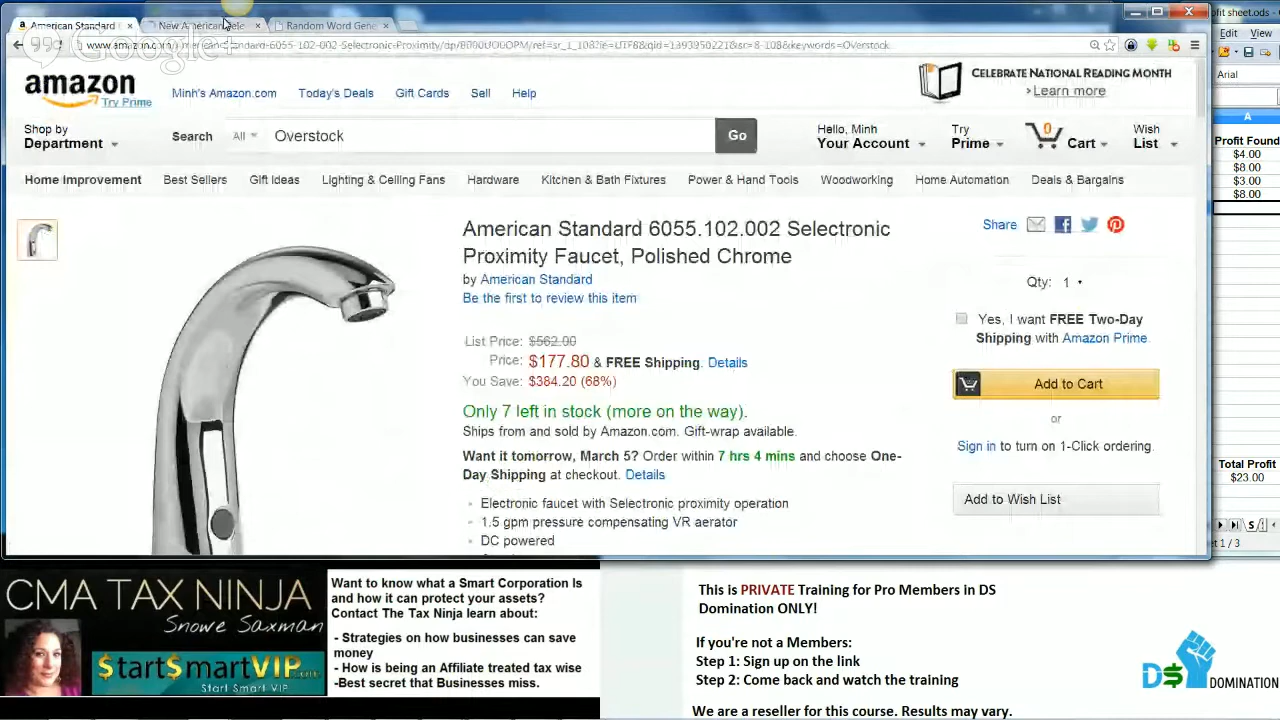 American Standard
New American
Random Word Gene
ofit sheet.ods
Google+
Edit View
Arial
amazon
Try Prime
Minh's Amazon.com Today's Deals Gift Cards Sell Help
CELEBRATE NATIONAL READING MONTH
›Learn more
Shop by
Department
Search All Overstock Go
Hello, Minh
Your Account
Try
Prime
0
Cart
Wish
List
Home Improvement Best Sellers Gift Ideas Lighting & Ceiling Fans Hardware Kitchen & Bath Fixtures Power & Hand Tools Woodworking Home Automation Deals & Bargains
American Standard 6055.102.002 Selectronic
Proximity Faucet, Polished Chrome
by American Standard
Be the first to review this item
List Price: $562.00
Price: $177.80 & FREE Shipping. Details
You Save: $384.20 (68%)
Only 7 left in stock (more on the way).
Ships from and sold by Amazon.com. Gift-wrap available.
Want it tomorrow, March 5? Order within 7 hrs 4 mins and choose One-
Day Shipping at checkout. Details
Electronic faucet with Selectronic proximity operation
1.5 gpm pressure compensating VR aerator
DC powered
Share
Qty: 1
Yes, I want FREE Two-Day
Shipping with Amazon Prime
Add to Cart
or
Sign in to turn on 1-Click ordering.
Add to Wish List
A
Profit Found
$4.00
$8.00
$3.00
$8.00
Total Profit
$23.00
et 1 / 3
CMA TAX NINJA
Snowe Saxman
$tart$martVIP.com
Start Smart VIP
Want to know what a Smart Corporation Is
and how it can protect your assets?
Contact The Tax Ninja learn about:
- Strategies on how businesses can save
money
- How is being an Affiliate treated tax wise
-Best secret that Businesses miss.
This is PRIVATE Training for Pro Members in DS
Domination ONLY!
If you're not a Members:
Step 1: Sign up on the link
Step 2: Come back and watch the training
We are a reseller for this course. Results may vary.
D$ DOMINATION